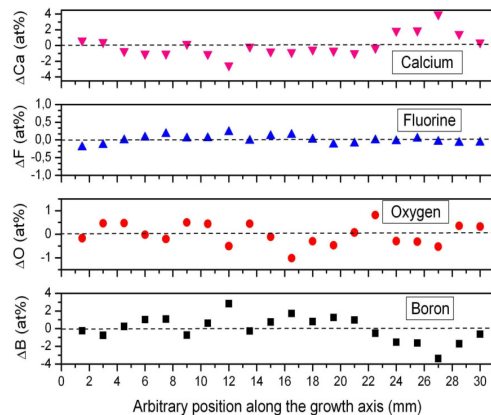 4
2
0
-2
-4
ΔCa (at%)
Calcium
1,0
0,5
0,0
-0,5
1,0
ΔF (at%)
Fluorine
1
0
-1
ΔO (at%)
Oxygen
4
2
0
-2
-4
ΔB (at%)
Boron
0 2 4 6 8 10 12 14 16 18 20 22 24 26 28 30
Arbitrary position along the growth axis (mm)